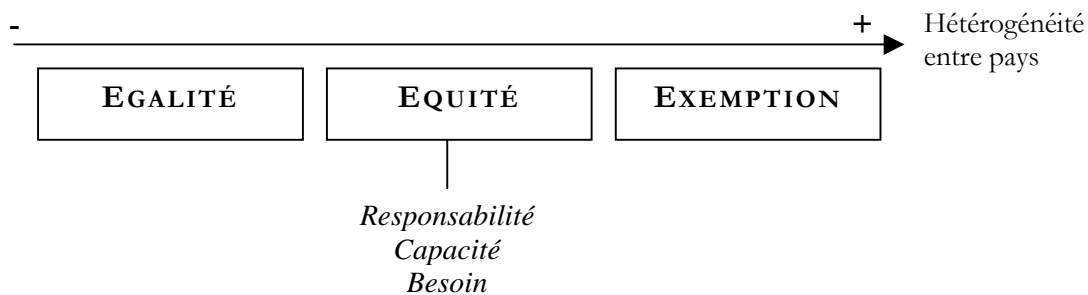 - +
Hétérogénéité
entre pays
EGALITÉ EQUITÉ EXEMPTION
Responsabilité
Capacité
Besoin